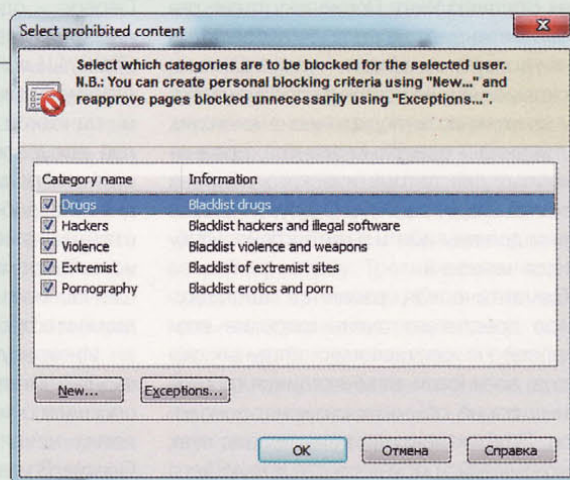 Select prohibited content
Select which categories are to be blocked for the selected user.
N.B.: You can create personal blocking criteria using "New..." and
reapprove pages blocked unnecessarily using "Exceptions...".
Category name Information
Drugs Blacklist drugs
Hackers Blacklist hackers and illegal software
Violence Blacklist violence and weapons
Extremist Blacklist of extremist sites
Pornography Blacklist erotics and porn
New... Exceptions...
OK Отмена Справка